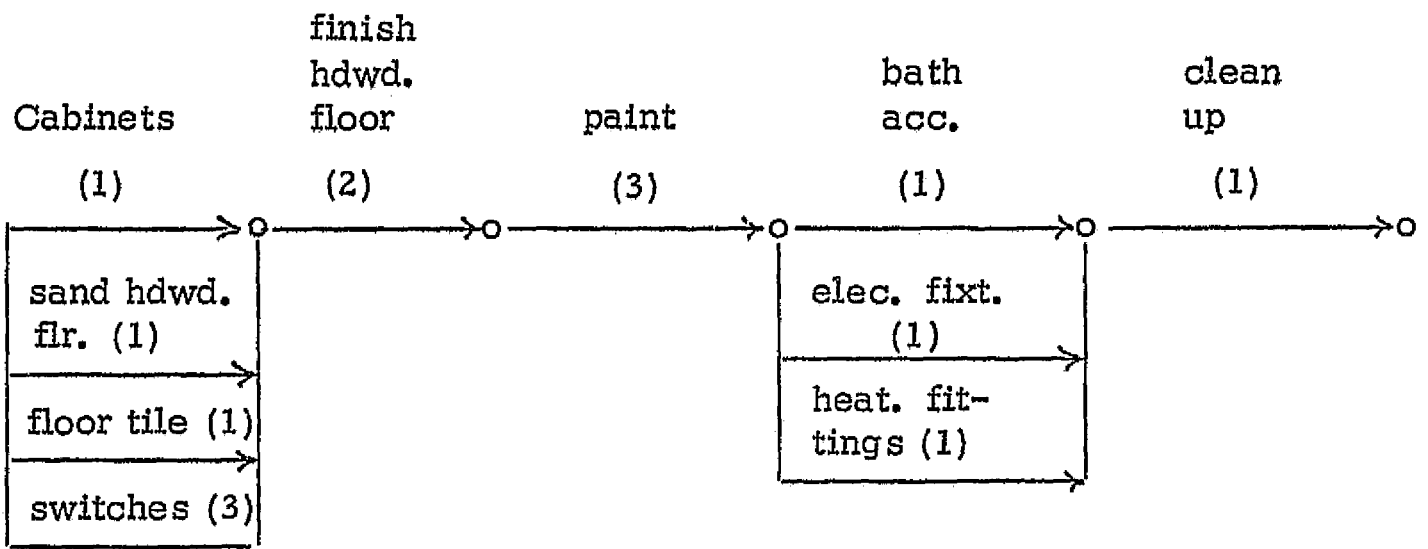 Cabinets
(1)
finish
hdwd.
floor
(2)
paint
(3)
bath
acc.
(1)
clean
up
(1)
sand hdwd.
flr. (1)
floor tile (1)
switches (3)
elec. fixt.
(1)
heat. fit-
tings (1)